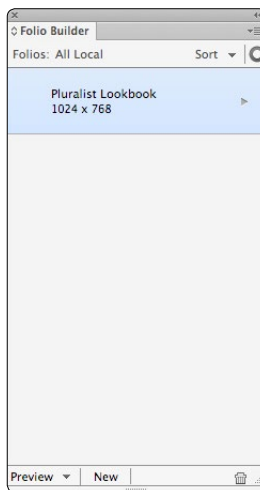 Folio Builder
Folios: All Local Sort
Pluralist Lookbook
1024 x 768
Preview New